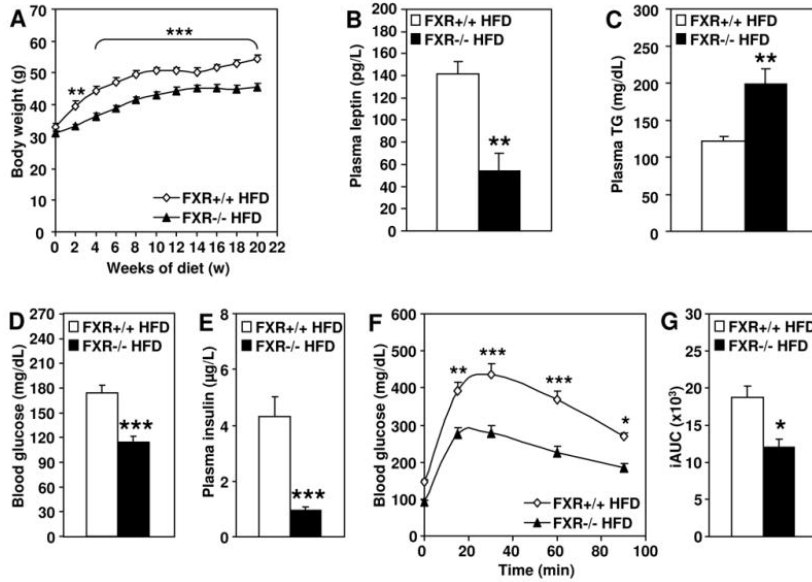 A
Body weight (g)
70
60
50
40
30
20
10
0
**
***
FXR+/+ HFD
FXR-/- HFD
0 2 4 6 8 10 12 14 16 18 20 22
Weeks of diet (w)
B
Plasma leptin (pg/L)
200
180
160
140
120
100
80
60
40
20
0
FXR+/+ HFD
FXR-/- HFD
**
C
Plasma TG (mg/dL)
300
250
200
150
100
50
0
FXR+/+ HFD
FXR-/- HFD
**
D
Blood glucose (mg/dL)
270
240
210
180
150
120
90
60
30
0
FXR+/+ HFD
FXR-/- HFD
***
E
Plasma insulin (µg/L)
8
6
4
2
0
FXR+/+ HFD
FXR-/- HFD
***
F
Blood glucose (mg/dL)
600
500
400
300
200
100
0
**
***
***
*
FXR+/+ HFD
FXR-/- HFD
0 20 40 60 80 100
Time (min)
G
iAUC (x10³)
30
25
20
15
10
5
0
FXR+/+ HFD
FXR-/- HFD
*